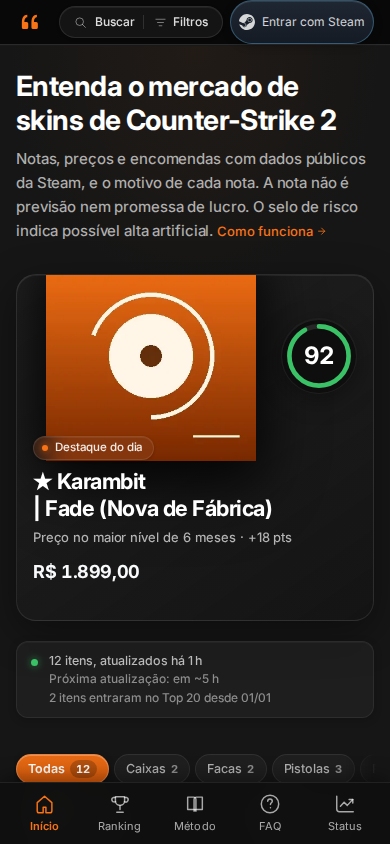 Buscar
Filtros
Entrar com Steam
Entenda o mercado de
skins de Counter-Strike 2
Notas, preços e encomendas com dados públicos
da Steam, e o motivo de cada nota. A nota não é
previsão nem promessa de lucro. O selo de risco
indica possível alta artificial. Como funciona →
92
Destaque do dia
★ Karambit
| Fade (Nova de Fábrica)
Preço no maior nível de 6 meses · +18 pts
R$ 1.899,00
12 itens, atualizados há 1 h
Próxima atualização: em ~5 h
2 itens entraram no Top 20 desde 01/01
Todas 12
Caixas 2
Facas 2
Pistolas 3
Início
Ranking
Método
FAQ
Status